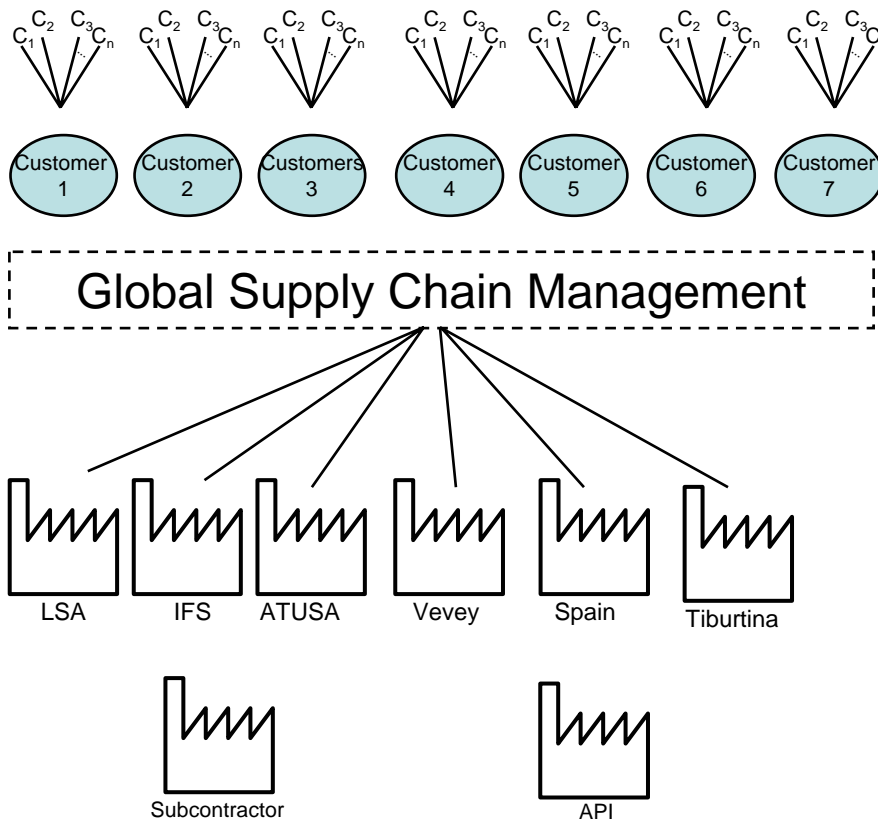 C1 C2 C3 ... Cn
C1 C2 C3 ... Cn
C1 C2 C3 ... Cn
C1 C2 C3 ... Cn
C1 C2 C3 ... Cn
C1 C2 C3 ... Cn
C1 C2 C3 ... C
Customer
1
Customer
2
Customers
3
Customer
4
Customer
5
Customer
6
Customer
7
Global Supply Chain Management
LSA
IFS
ATUSA
Vevey
Spain
Tiburtina
Subcontractor
API